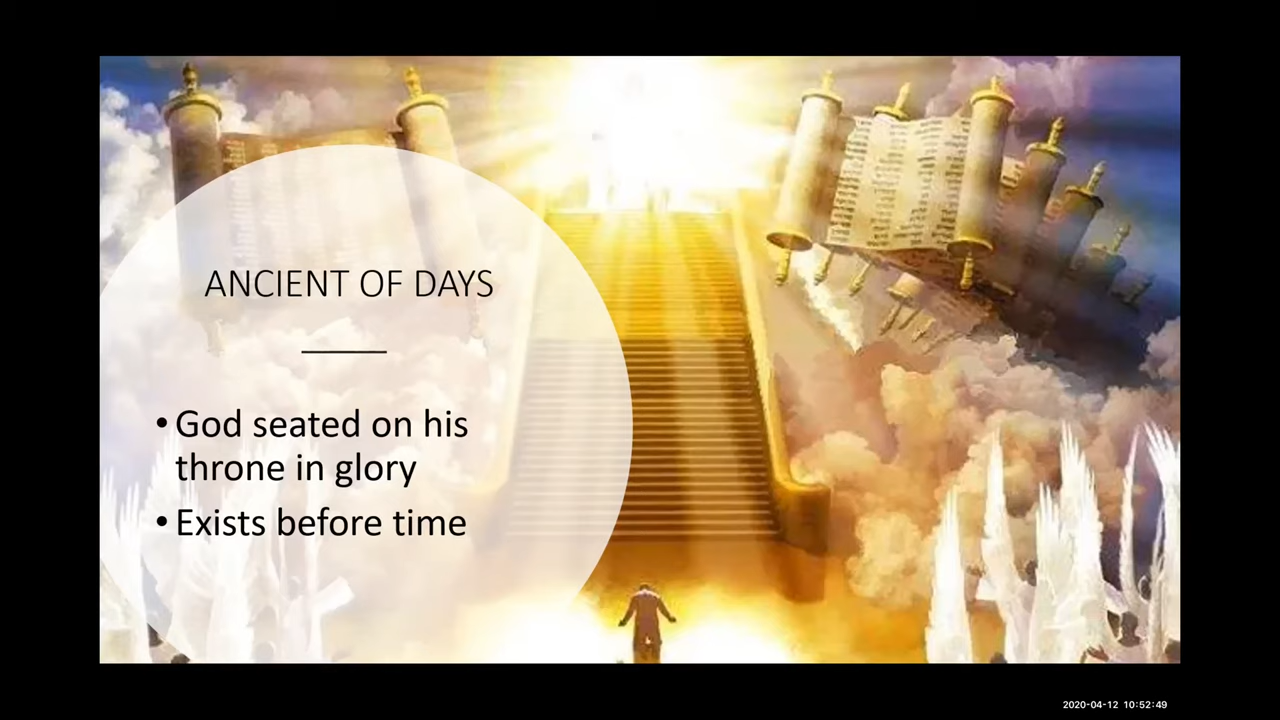 ANCIENT OF DAYS
• God seated on his
throne in glory
• Exists before time
2020-04-12 10:52:49